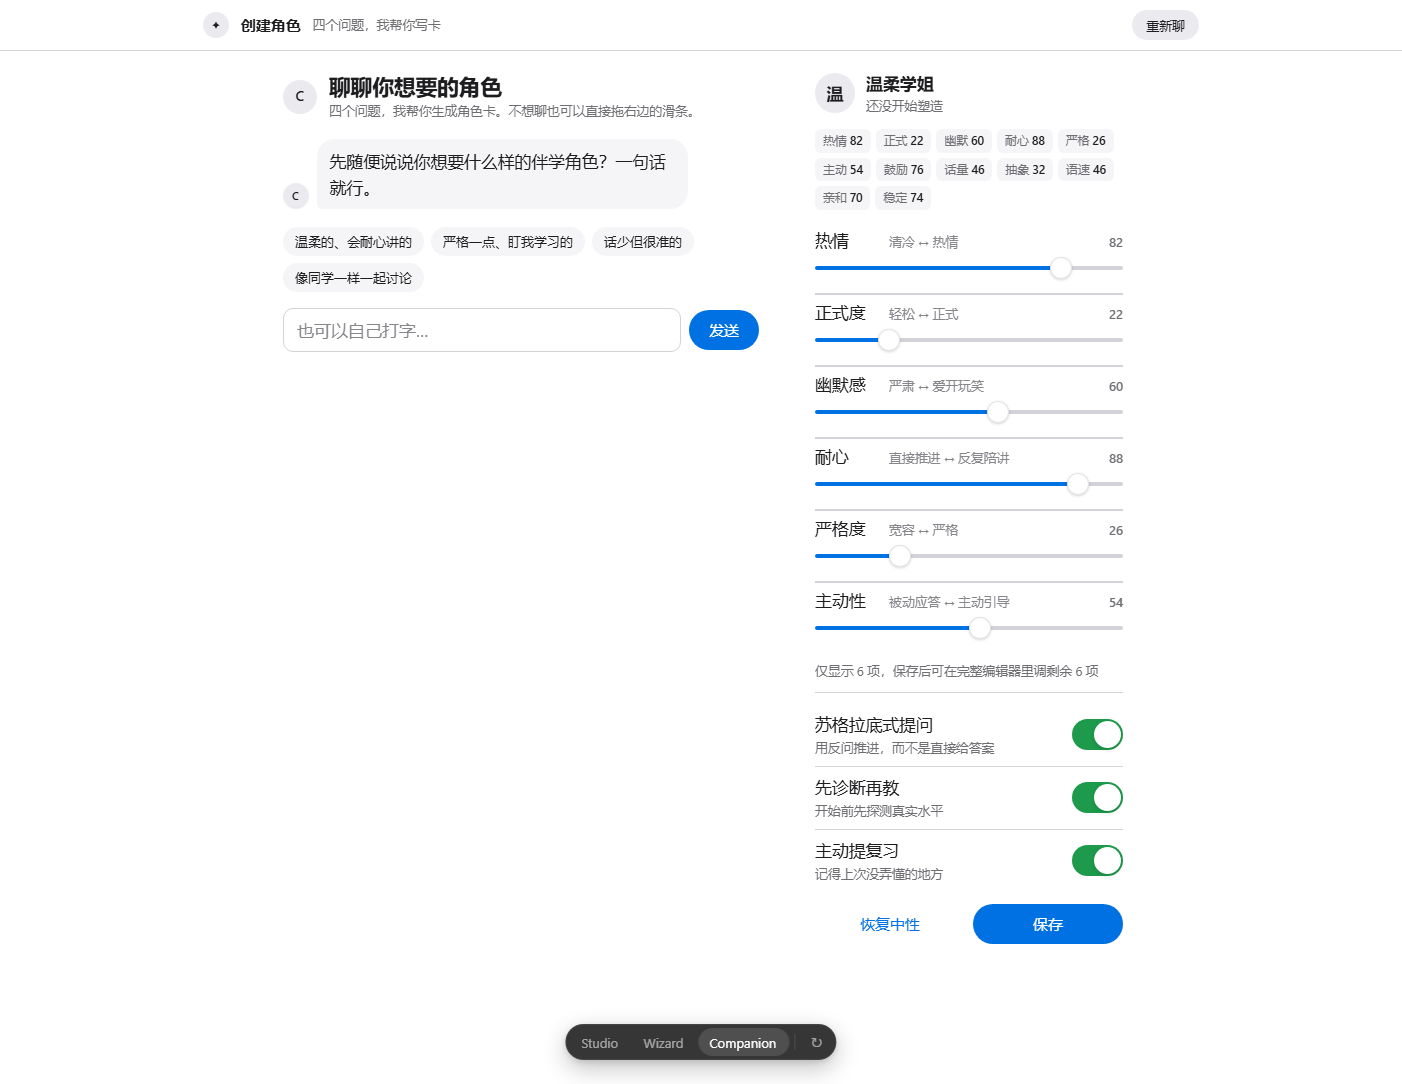 ✦ 创建角色 四个问题，我帮你写卡 重新聊
C 聊聊你想要的角色
四个问题，我帮你生成角色卡。不想聊也可以直接拖右边的滑条。
先随便说说你想要什么样的伴学角色？一句话
就行。
C
温柔的、会耐心讲的 严格一点、盯我学习的 话少但很准的
像同学一样一起讨论
也可以自己打字... 发送
温 温柔学姐
还没开始塑造
热情 82 正式 22 幽默 60 耐心 88 严格 26
主动 54 鼓励 76 话量 46 抽象 32 语速 46
亲和 70 稳定 74
热情 清冷 ↔ 热情 82
正式度 轻松 ↔ 正式 22
幽默感 严肃 ↔ 爱开玩笑 60
耐心 直接推进 ↔ 反复陪讲 88
严格度 宽容 ↔ 严格 26
主动性 被动应答 ↔ 主动引导 54
仅显示 6 项，保存后可在完整编辑器里调剩余 6 项
苏格拉底式提问
用反问推进，而不是直接给答案
先诊断再教
开始前先探测真实水平
主动提复习
记得上次没弄懂的地方
恢复中性 保存
Studio Wizard Companion ↻